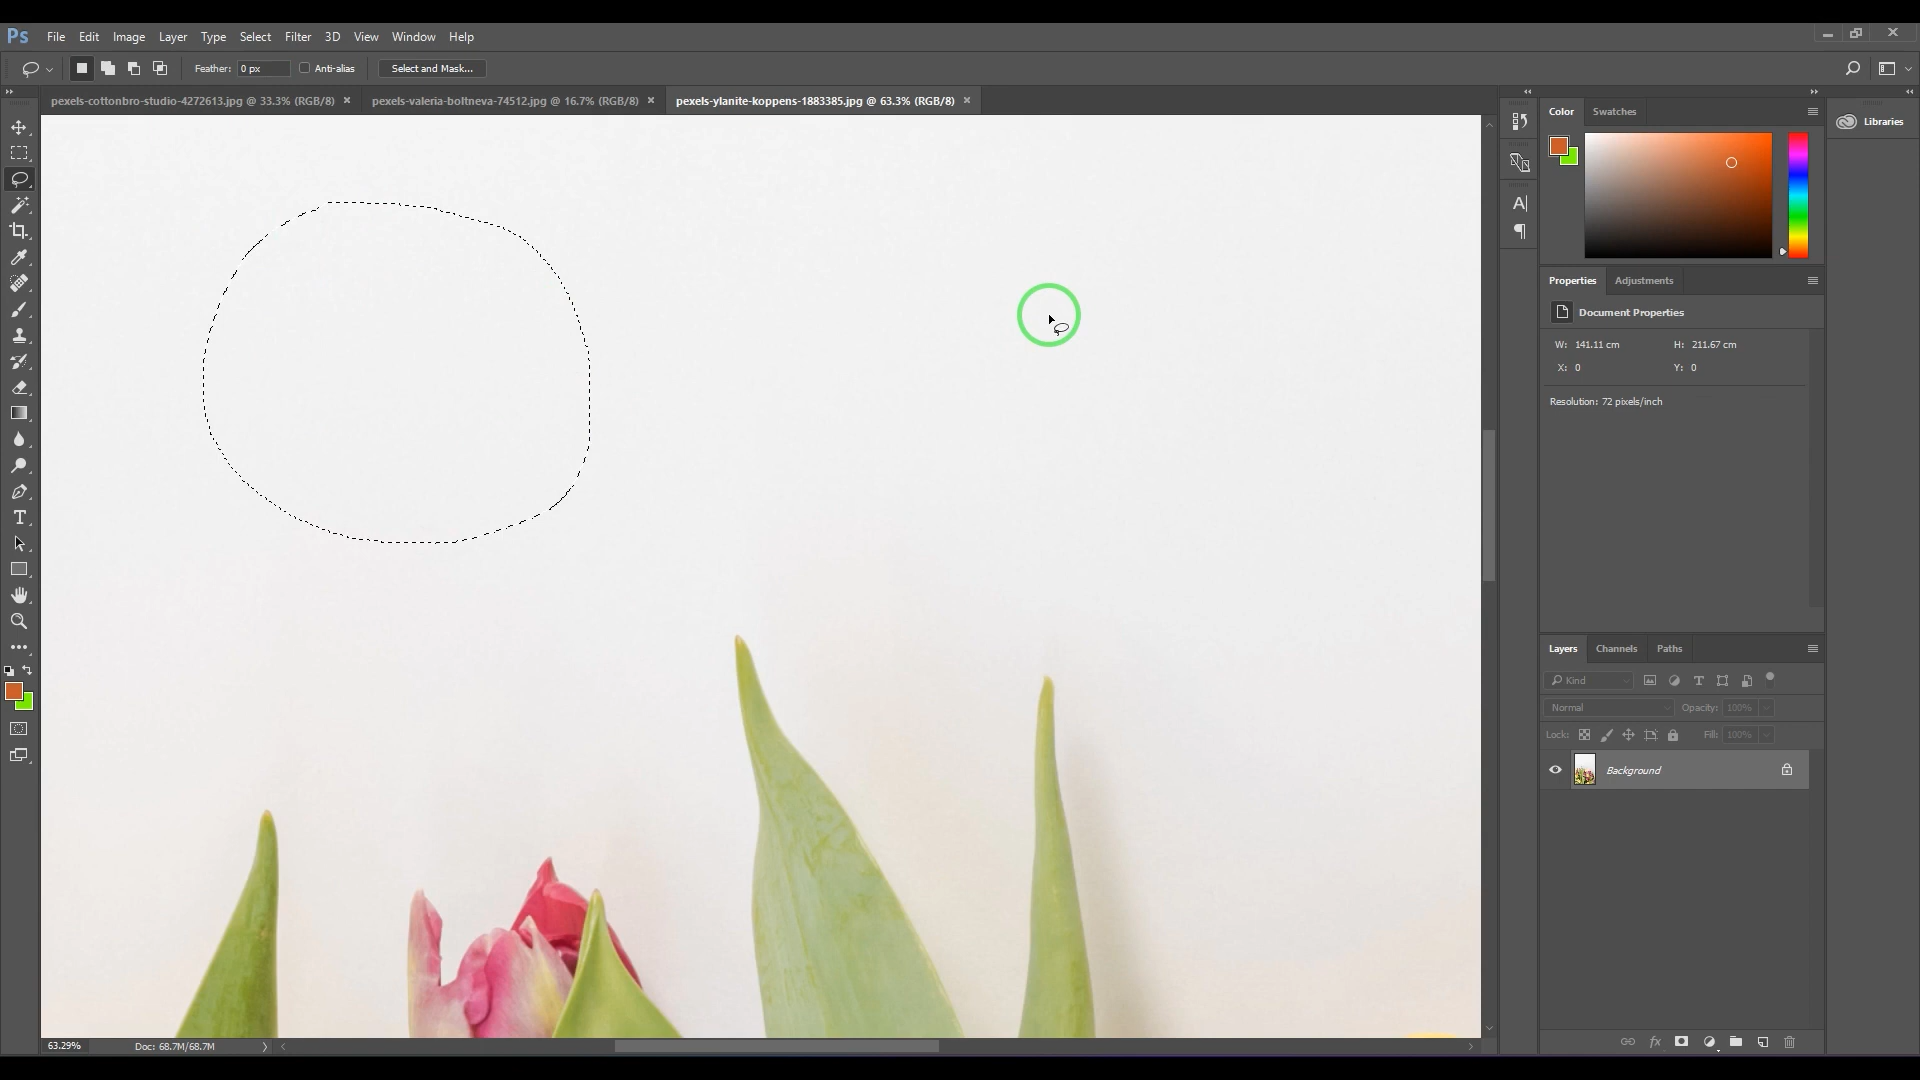 Ps File Edit Image Layer Type Select Filter 3D View Window Help
Feather: 0 px Anti-alias Select and Mask...
pexels-cottonbro-studio-4272613.jpg @ 33.3% (RGB/8) × pexels-valeria-boltneva-74512.jpg @ 16.7% (RGB/8) × pexels-ylanite-koppens-1883385.jpg @ 63.3% (RGB/8) ×
Color Swatches
Libraries
Properties Adjustments
Document Properties
W: 141.11 cm H: 211.67 cm
X: 0 Y: 0
Resolution: 72 pixels/inch
Layers Channels Paths
Kind
Normal Opacity: 100%
Lock: Fill: 100%
Background
63.29% Doc: 68.7M/68.7M